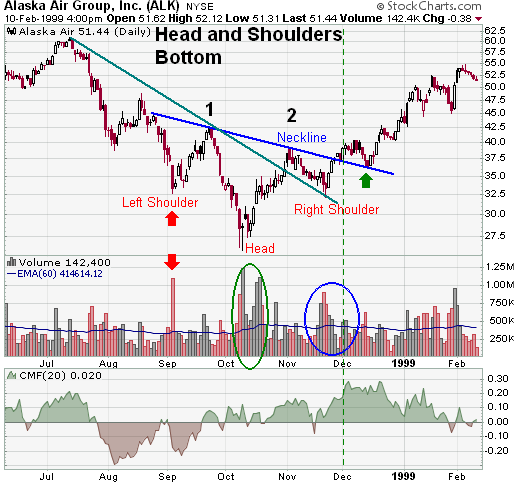 Alaska Air Group, Inc. (ALK) NYSE © StockCharts.com
10-Feb-1999 4:00pm Open 51.62 High 52.12 Low 51.31 Last 51.44 Volume 142.4K Chg -0.38
Alaska Air 51.44 (Daily)
Head and Shoulders
Bottom
62.5
60.0
57.5
55.0
52.5
50.0
47.5
45.0
42.5
40.0
37.5
35.0
32.5
30.0
27.5
1
2
Neckline
Left Shoulder
Right Shoulder
Head
Volume 142,400
EMA(60) 414614.12
1.25M
1.00M
750K
500K
250K
Jul Aug Sep Oct Nov Dec 1999 Feb
CMF(20) 0.020
0.30
0.20
0.10
0.00
-0.10
-0.20
Jul Aug Sep Oct Nov Dec 1999 Feb